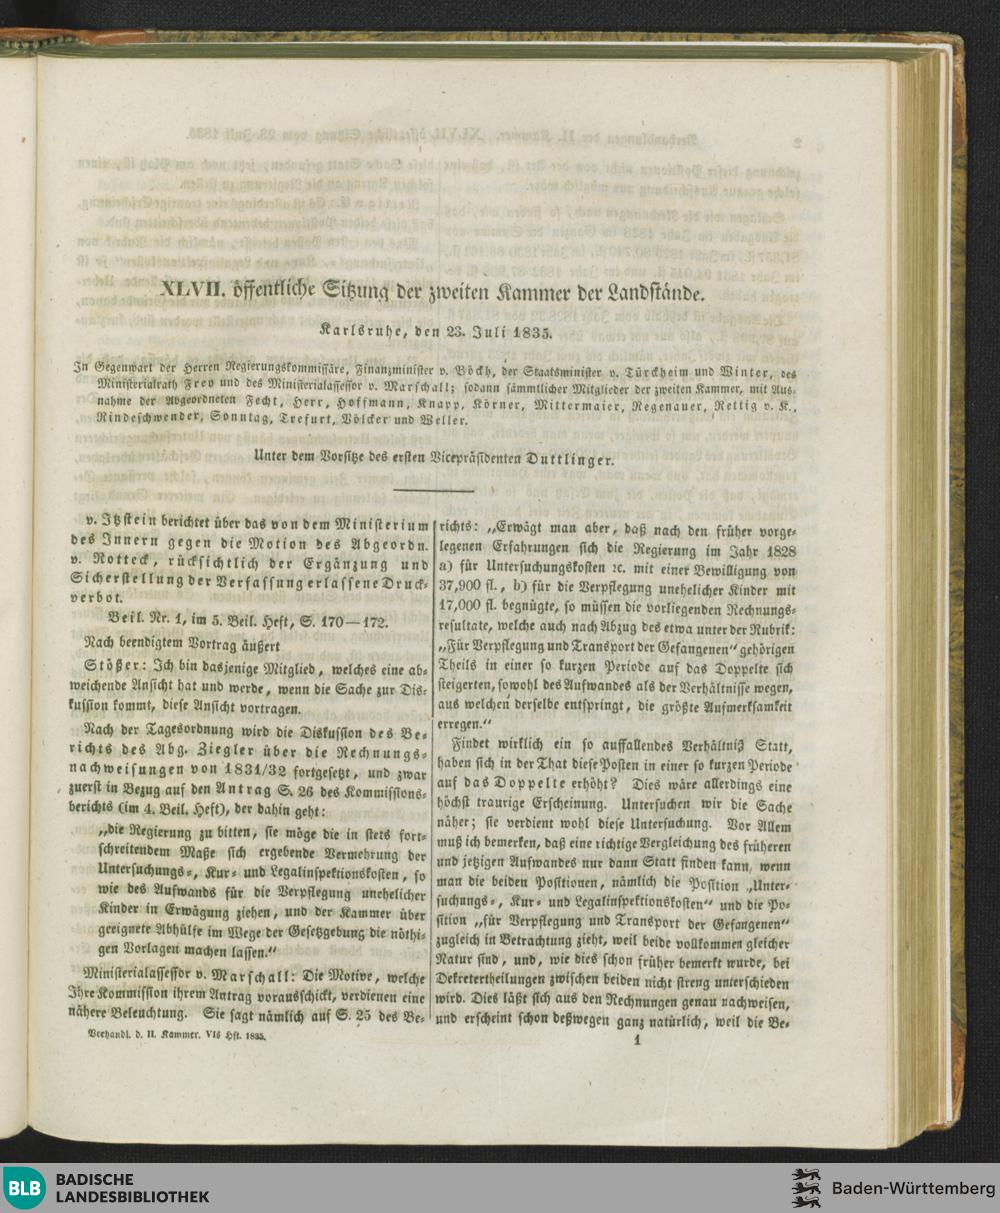 XLVII. öffentliche Sitzung der zweiten Kammer der Landstände.
Karlsruhe, den 23. Juli 1835.
In Gegenwart der Herren Regierungskommissäre, Finanzminister v. Böckh, der Staatsminister v. Türckheim und Winter, des
Ministerialrath Frey und des Ministerialassessor v. Marschall; sodann sämmtlicher Mitglieder der zweiten Kammer, mit Aus-
nahme der Abgeordneten Fecht, Herr, Hoffmann, Knapp, Körner, Mittermaier, Regenauer, Rettig v. K.,
Rindeschwender, Sonntag, Trefurt, Völcker und Weller.
Unter dem Vorsitze des ersten Vicepräsidenten Duttlinger.
v. Itzstein berichtet über das von dem Ministerium
des Innern gegen die Motion des Abgeordn.
v. Rotteck, rücksichtlich der Ergänzung und
Sicherstellung der Verfassung erlassene Druck-
verbot.
Beil. Nr. 1, im 5. Beil. Heft, S. 170—172.
Nach beendigtem Vortrag äußert
Stößer: Ich bin dasjenige Mitglied, welches eine ab-
weichende Ansicht hat und werde, wenn die Sache zur Dis-
kussion kommt, diese Ansicht vortragen.
Nach der Tagesordnung wird die Diskussion des Be-
richts des Abg. Ziegler über die Rechnungs-
nachweisungen von 1831/32 fortgesetzt, und zwar
zuerst in Bezug auf den Antrag S. 26 des Kommissions-
berichts (im 4. Beil. Heft), der dahin geht:
„die Regierung zu bitten, sie möge die in stets fort-
schreitendem Maße sich ergebende Vermehrung der
Untersuchungs-, Kur- und Legalinspektionskosten, so
wie des Aufwands für die Verpflegung unehelicher
Kinder in Erwägung ziehen, und der Kammer über
geeignete Abhülfe im Wege der Gesetzgebung die nöthi-
gen Vorlagen machen lassen.“
Ministerialassessor v. Marschall: Die Motive, welche
Ihre Kommission ihrem Antrag vorausschickt, verdienen eine
nähere Beleuchtung. Sie sagt nämlich auf S. 25 des Be-
Verhandl. d. II. Kammer. VIs Hft. 1835.
richts: „Erwägt man aber, daß nach den früher vorge-
legenen Erfahrungen sich die Regierung im Jahr 1828
a) für Untersuchungskosten ꝛc. mit einer Bewilligung von
37,900 fl., b) für die Verpflegung unehelicher Kinder mit
17,000 fl. begnügte, so müssen die vorliegenden Rechnungs-
resultate, welche auch nach Abzug des etwa unter der Rubrik:
„Für Verpflegung und Transport der Gefangenen“ gehörigen
Theils in einer so kurzen Periode auf das Doppelte sich
steigerten, sowohl des Aufwandes als der Verhältnisse wegen,
aus welchen derselbe entspringt, die größte Aufmerksamkeit
erregen.“
Findet wirklich ein so auffallendes Verhältniß Statt,
haben sich in der That diese Posten in einer so kurzen Periode
auf das Doppelte erhöht? Dies wäre allerdings eine
höchst traurige Erscheinung. Untersuchen wir die Sache
näher; sie verdient wohl diese Untersuchung. Vor Allem
muß ich bemerken, daß eine richtige Vergleichung des früheren
und jetzigen Aufwandes nur dann Statt finden kann, wenn
man die beiden Positionen, nämlich die Position „Unter-
suchungs-, Kur- und Legalinspektionskosten“ und die Po-
sition „für Verpflegung und Transport der Gefangenen“
zugleich in Betrachtung zieht, weil beide vollkommen gleicher
Natur sind, und, wie dies schon früher bemerkt wurde, bei
Dekretertheilungen zwischen beiden nicht streng unterschieden
wird. Dies läßt sich aus den Rechnungen genau nachweisen,
und erscheint schon deßwegen ganz natürlich, weil die Be-
1
BLB BADISCHE
LANDESBIBLIOTHEK
Baden-Württemberg